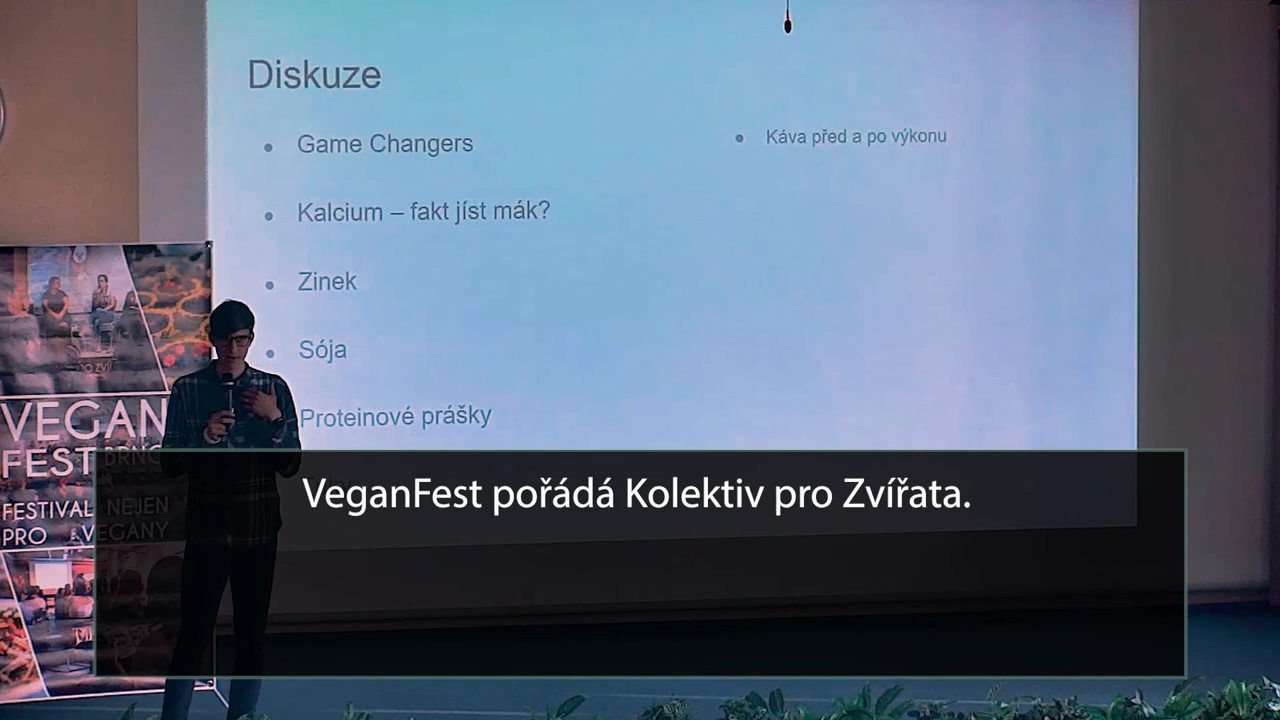 Diskuze
Game Changers
Kalcium – fakt jíst mák?
Zinek
Sója
Proteinové prášky
Káva před a po výkonu
VEGAN
FEST BRNO
FESTIVAL NEJEN
PRO VEGANY
VeganFest pořádá Kolektiv pro Zvířata.